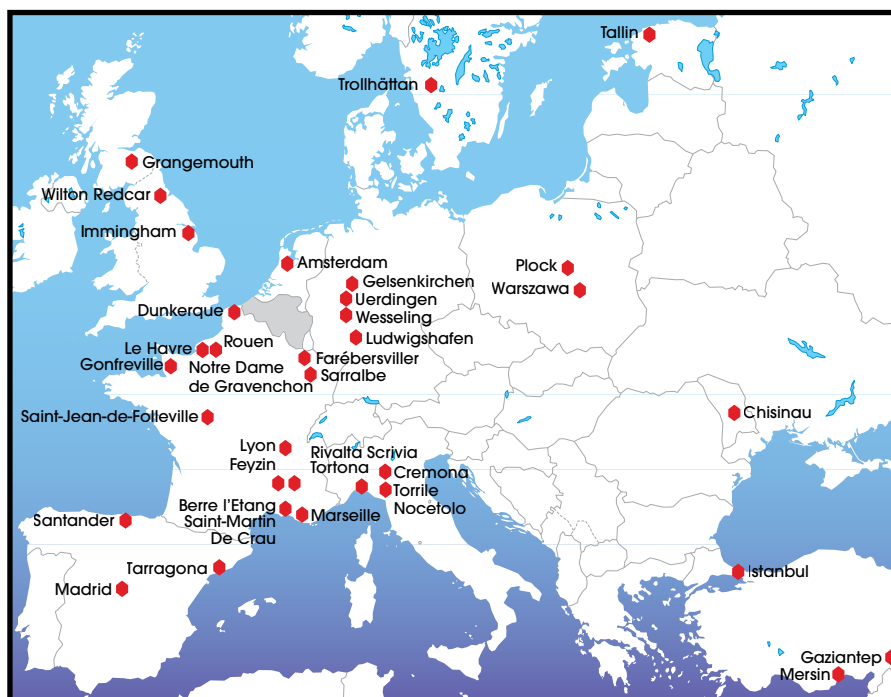 Tallin
Trollhättan
Grangemouth
Wilton Redcar
Immingham
Amsterdam
Plock
Gelsenkirchen
Warszawa
Uerdingen
Dunkerque
Wesseling
Ludwigshafen
Rouen
Le Havre
Farébersviller
Gonfreville
Notre Dame
de Gravenchon
Sarralbe
Chisinau
Saint-Jean-de-Folleville
Lyon
Feyzin
Rivalta Scrivia
Tortona
Cremona
Torrile
Nocetolo
Berre l'Etang
Saint-Martin
De Crau
Marseille
Santander
Tarragona
Istanbul
Madrid
Gaziantep
Mersin